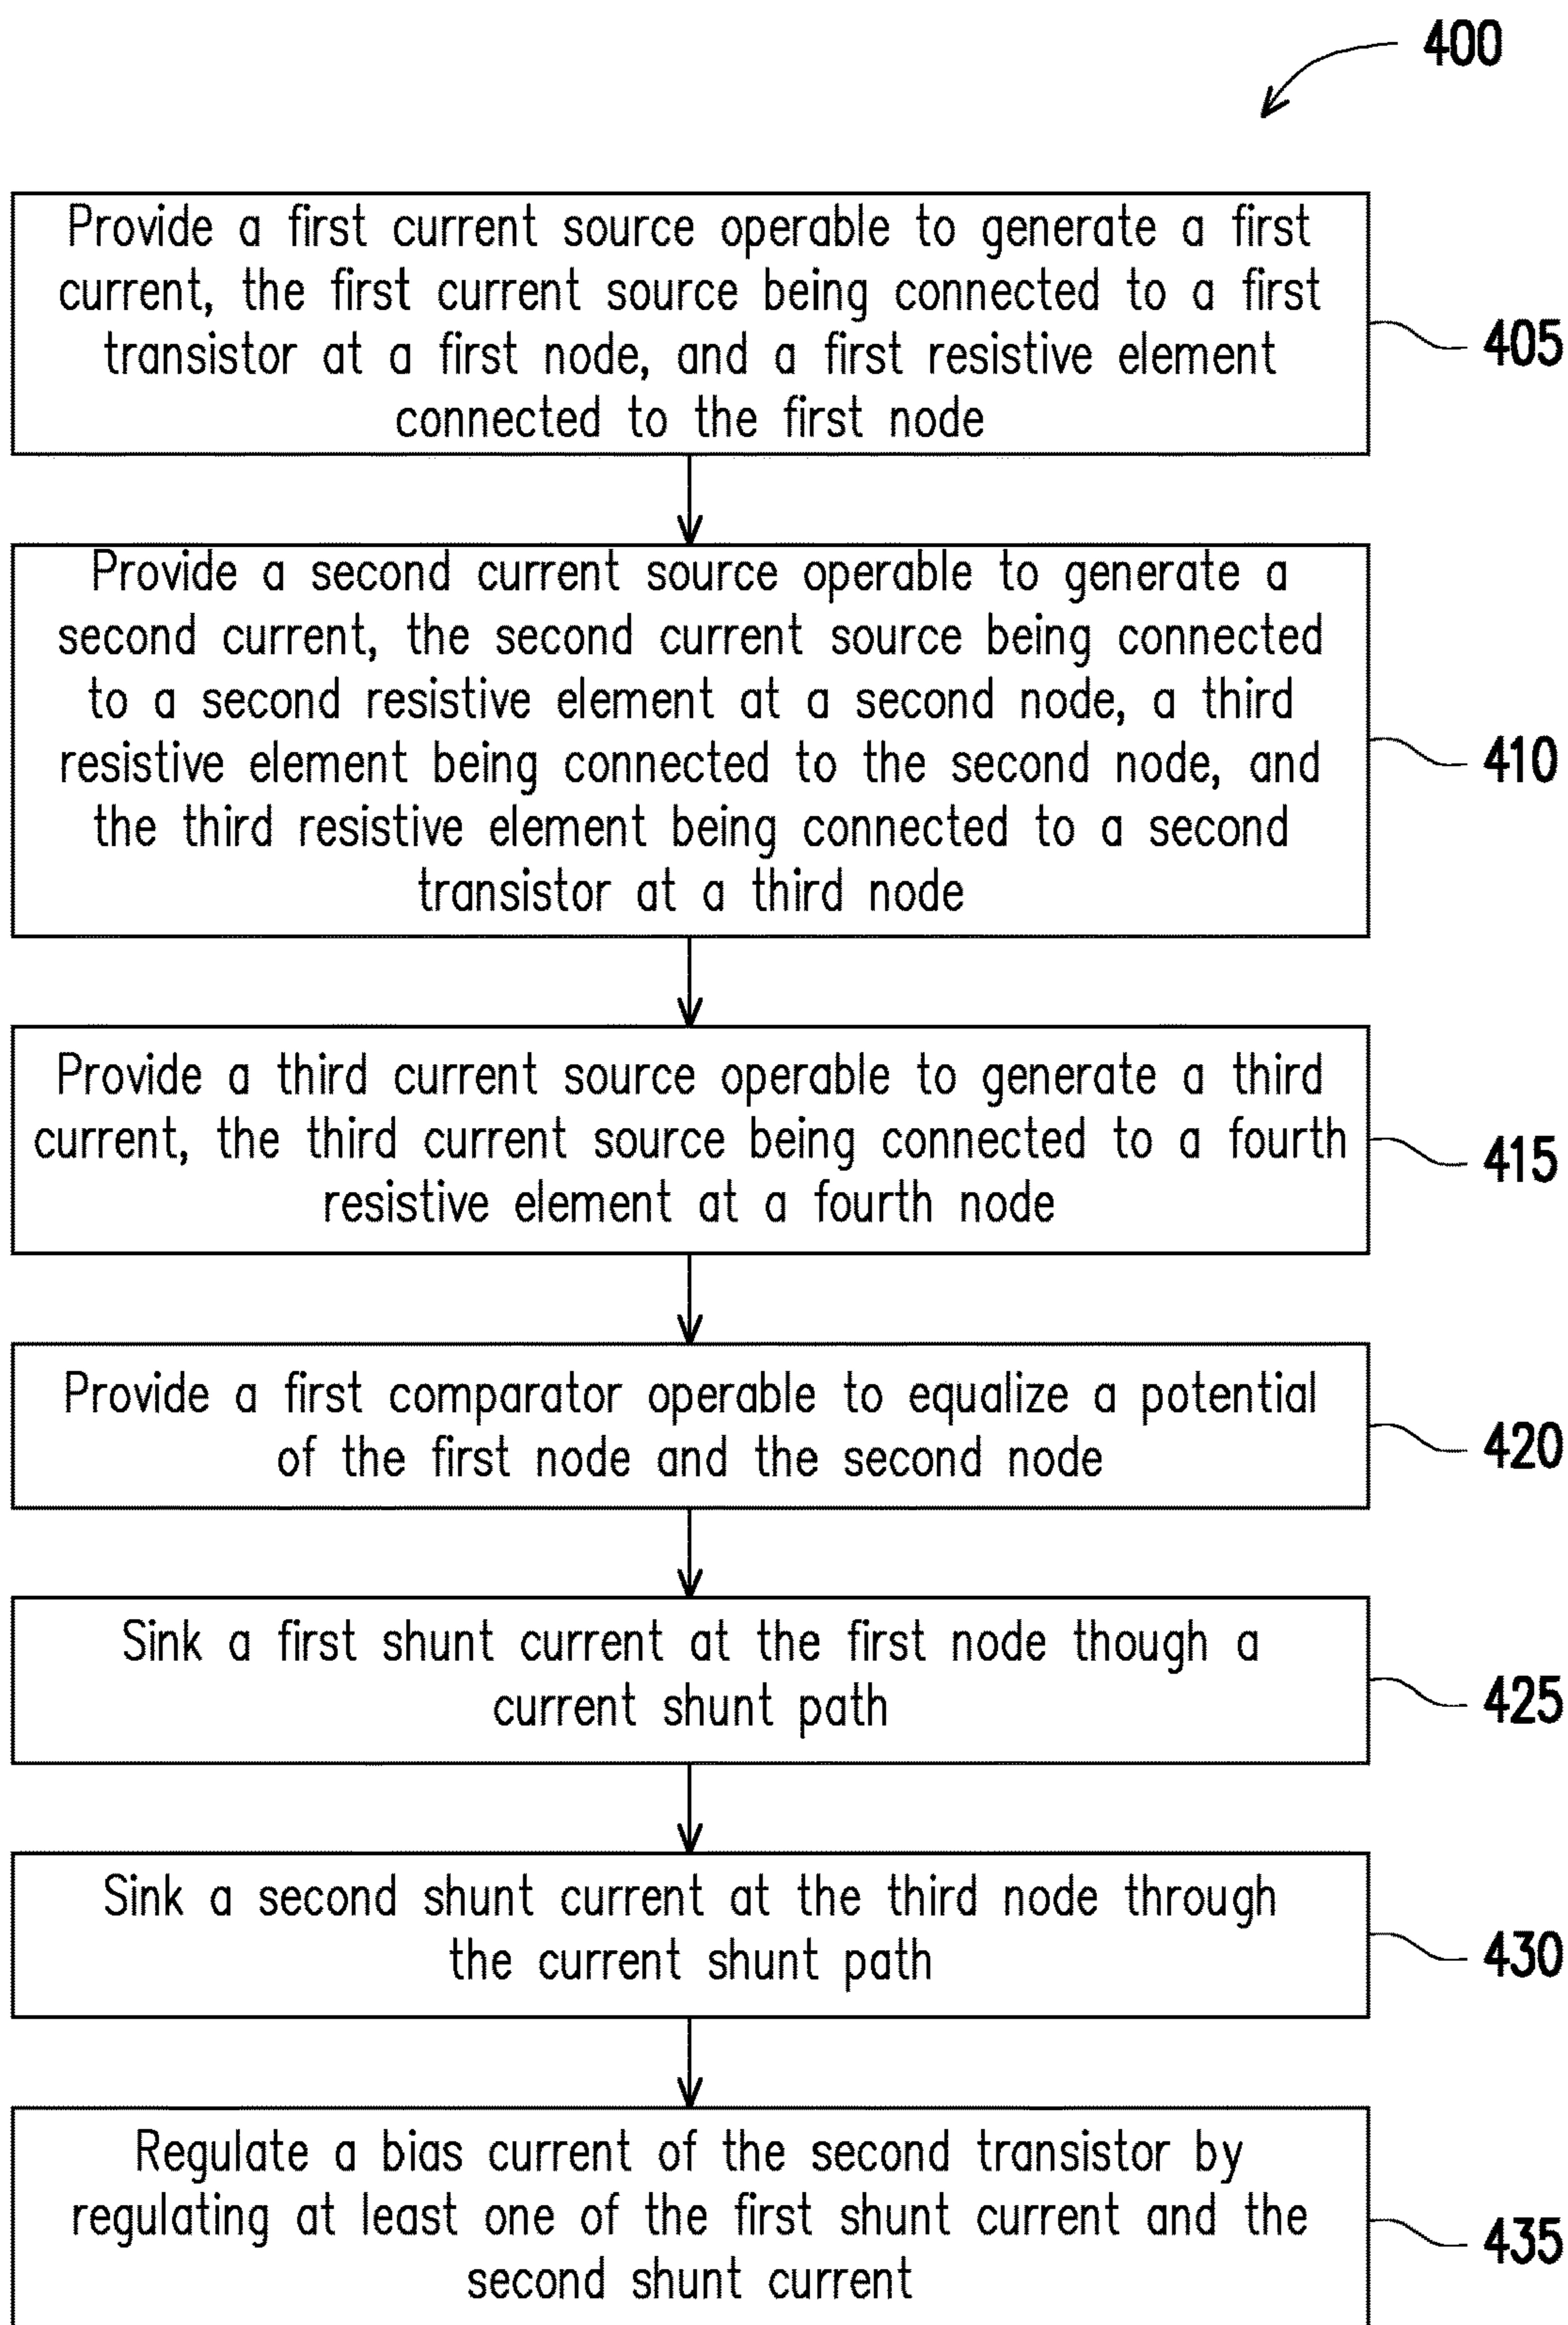 400
Provide a first current source operable to generate a first
current, the first current source being connected to a first
transistor at a first node, and a first resistive element
connected to the first node
405
Provide a second current source operable to generate a
second current, the second current source being connected
to a second resistive element at a second node, a third
resistive element being connected to the second node, and
the third resistive element being connected to a second
transistor at a third node
410
Provide a third current source operable to generate a third
current, the third current source being connected to a fourth
resistive element at a fourth node
415
Provide a first comparator operable to equalize a potential
of the first node and the second node
420
Sink a first shunt current at the first node though a
current shunt path
425
Sink a second shunt current at the third node through
the current shunt path
430
Regulate a bias current of the second transistor by
regulating at least one of the first shunt current and the
second shunt current
435